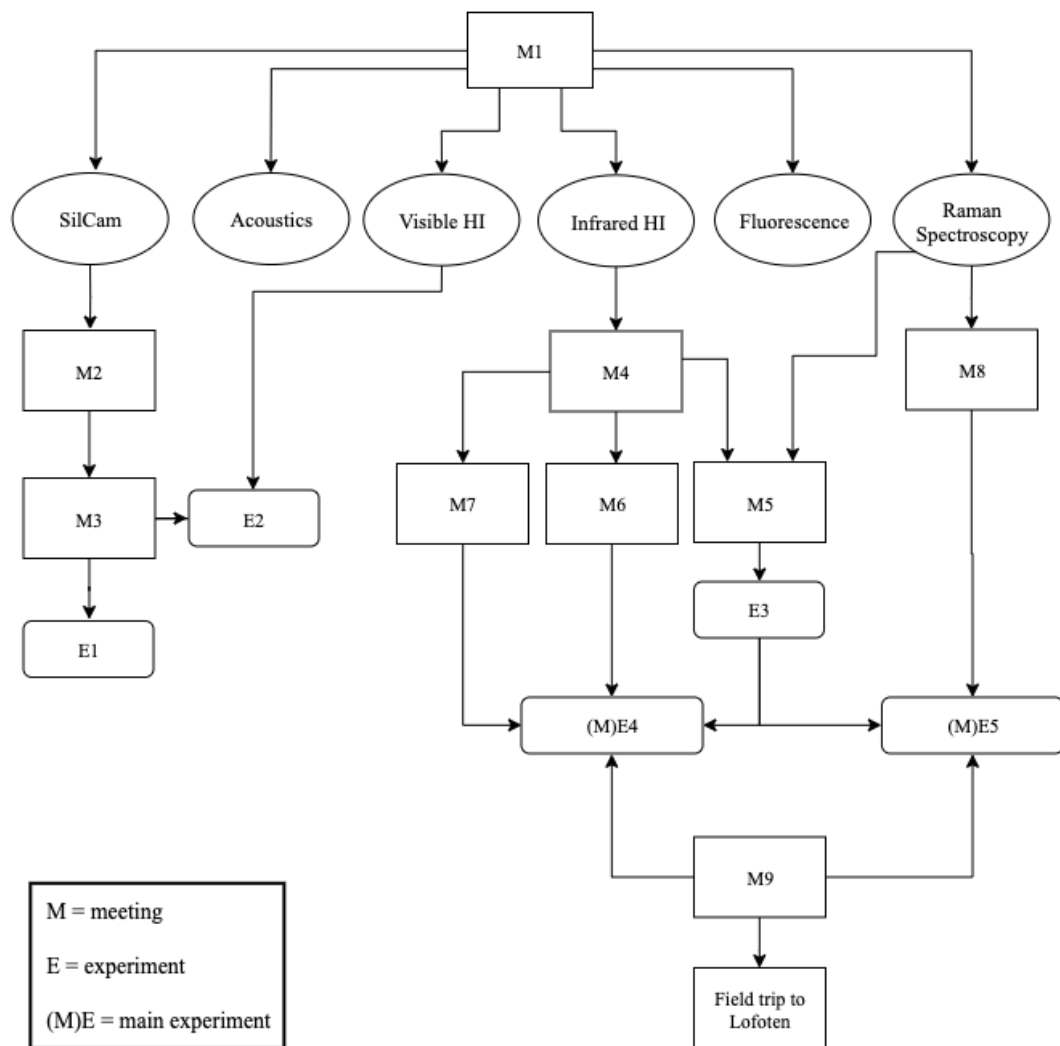 M1
SilCam
Acoustics
Visible HI
Infrared HI
Fluorescence
Raman
Spectroscopy
M2
M4
M8
M3
E2
M7
M6
M5
E1
E3
(M)E4
(M)E5
M9
M = meeting
E = experiment
(M)E = main experiment
Field trip to
Lofoten